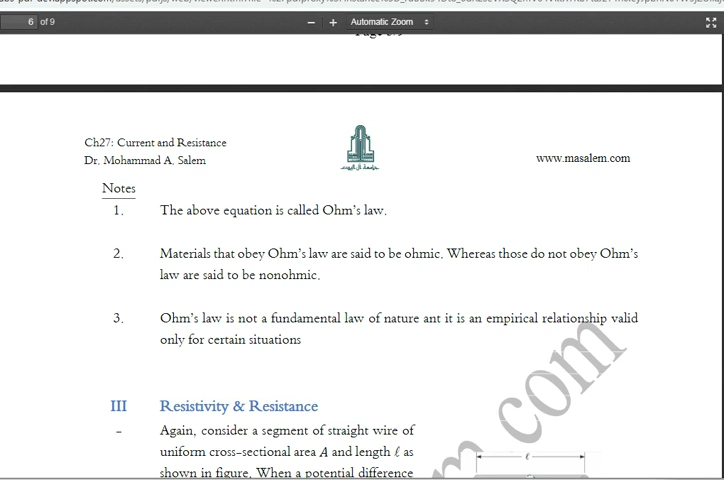 6 of 9
Automatic Zoom
Ch27: Current and Resistance
Dr. Mohammad A. Salem
www.masalem.com
Notes
1. The above equation is called Ohm's law.
2. Materials that obey Ohm's law are said to be ohmic. Whereas those do not obey Ohm's
law are said to be nonohmic.
3. Ohm's law is not a fundamental law of nature ant it is an empirical relationship valid
only for certain situations
III Resistivity & Resistance
- Again, consider a segment of straight wire of
uniform cross-sectional area A and length ℓ as
shown in figure. When a potential difference
ℓ
m com